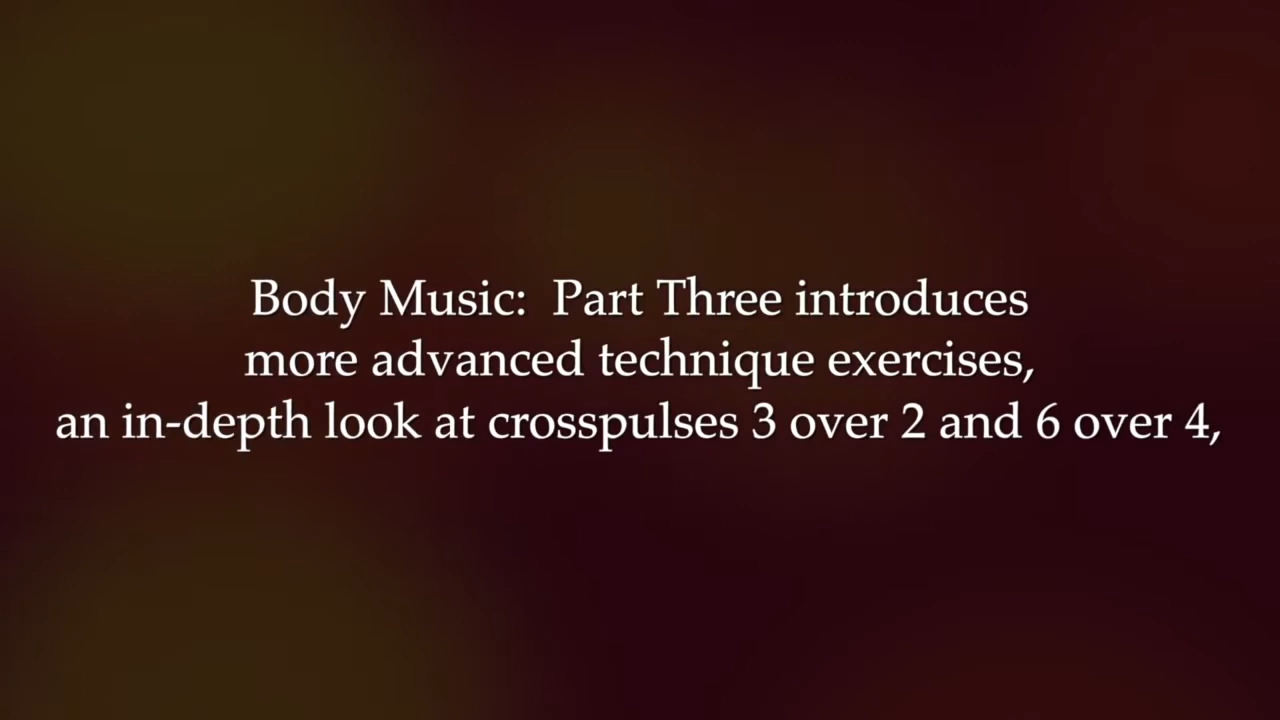 Body Music:  Part Three introduces
more advanced technique exercises,
an in-depth look at crosspulses 3 over 2 and 6 over 4,